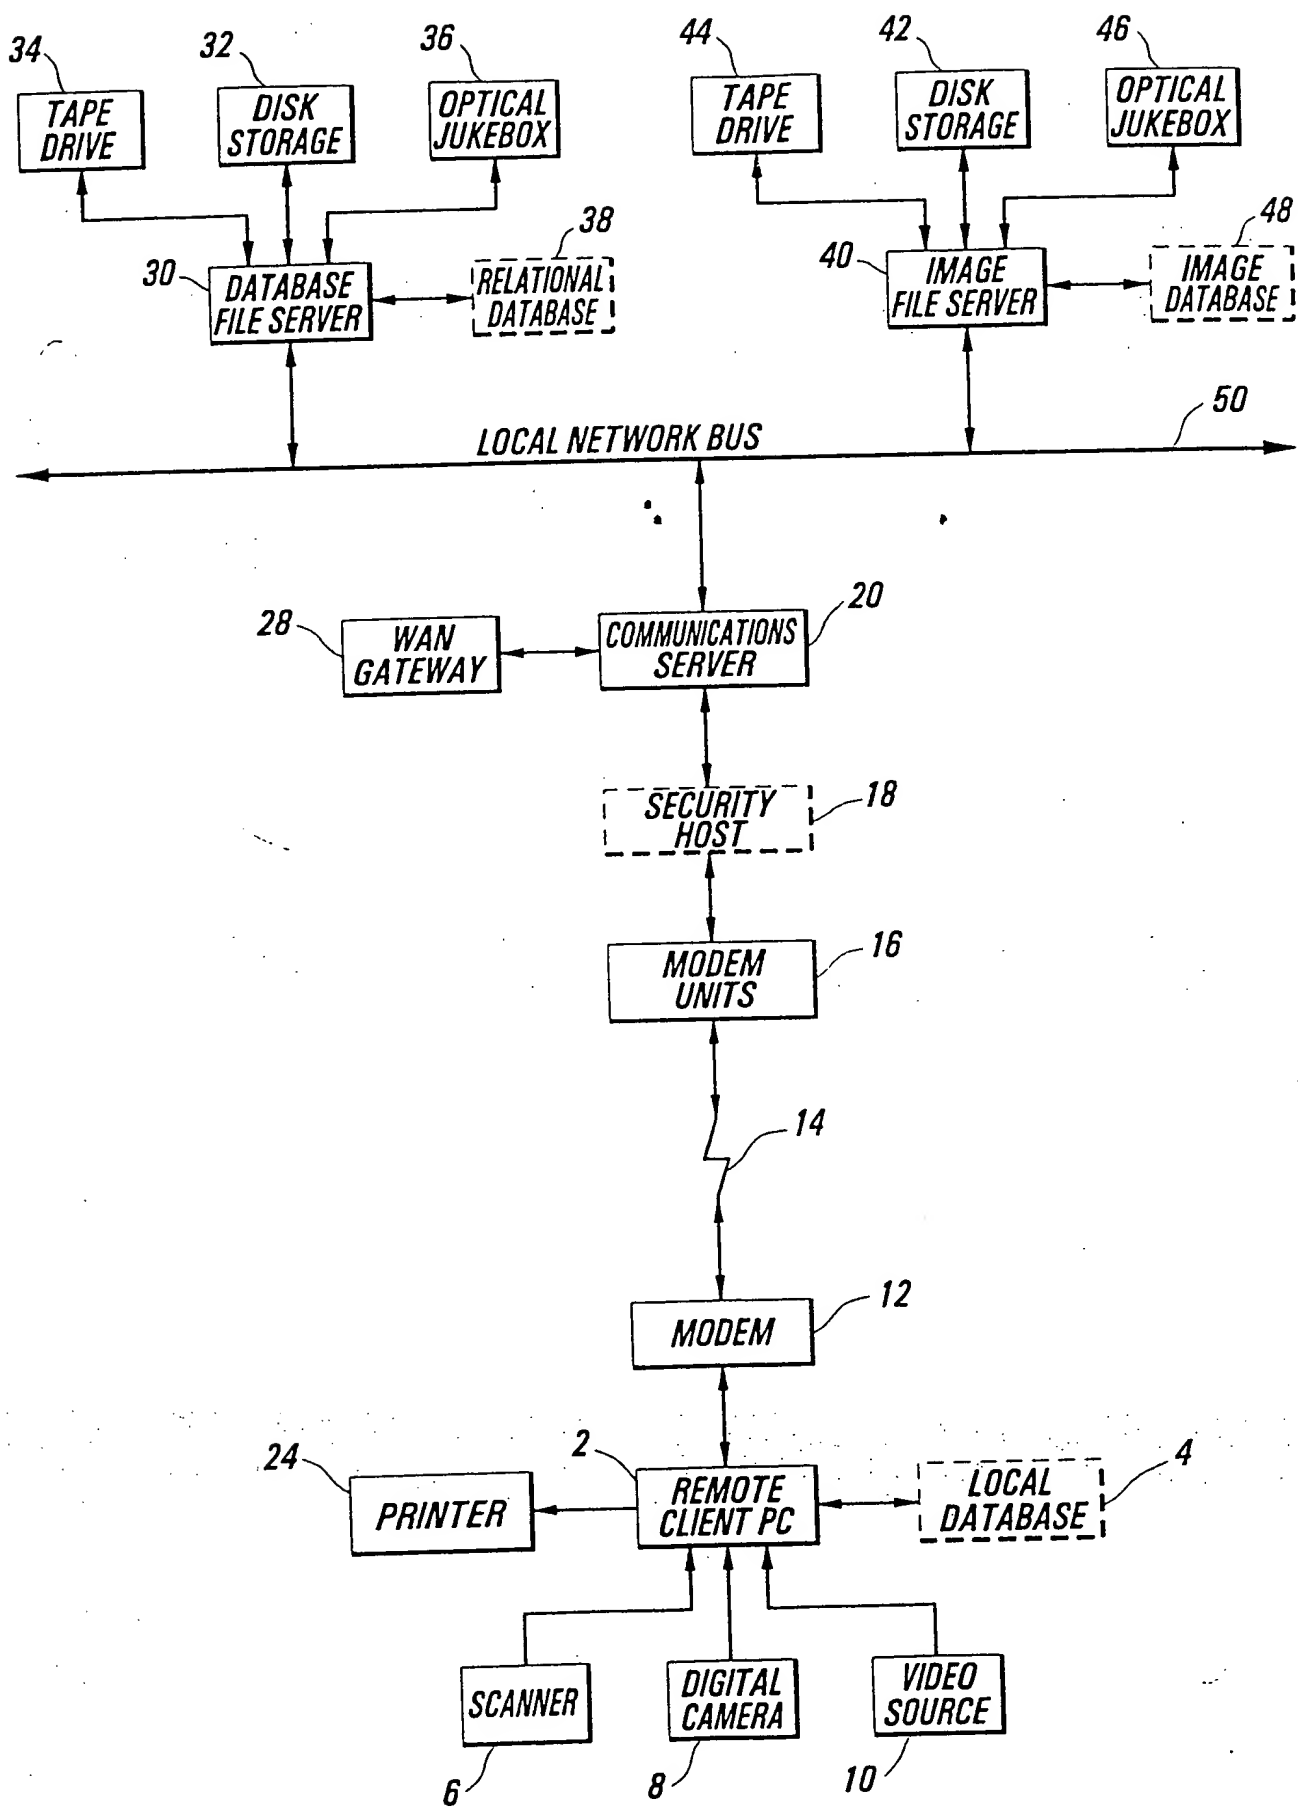 34
32
36
44
42
46
TAPE
DRIVE
DISK
STORAGE
OPTICAL
JUKEBOX
TAPE
DRIVE
DISK
STORAGE
OPTICAL
JUKEBOX
30
DATABASE
FILE SERVER
38
RELATIONAL
DATABASE
40
IMAGE
FILE SERVER
48
IMAGE
DATABASE
50
LOCAL NETWORK BUS
28
WAN
GATEWAY
COMMUNICATIONS
SERVER
20
SECURITY
HOST
18
MODEM
UNITS
16
14
MODEM
12
24
PRINTER
2
REMOTE
CLIENT PC
LOCAL
DATABASE
4
SCANNER
DIGITAL
CAMERA
VIDEO
SOURCE
6
8
10